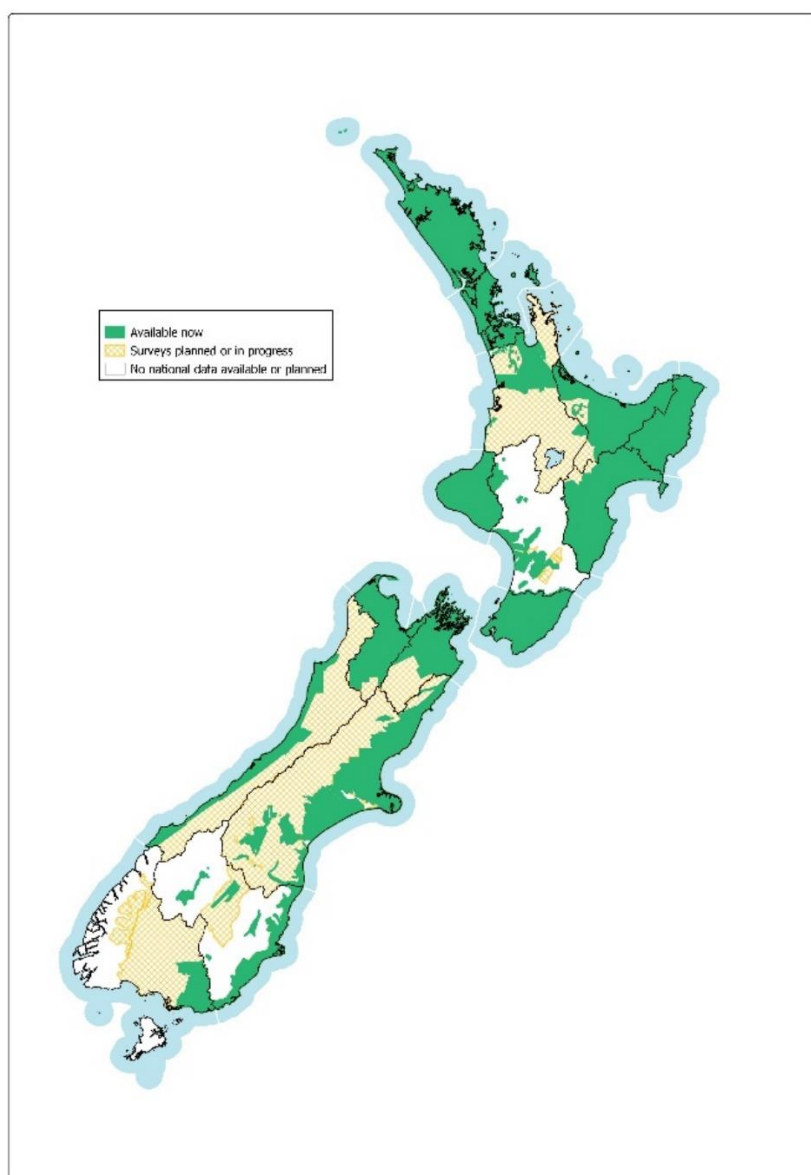 Available now
Surveys planned or in progress
No national data available or planned